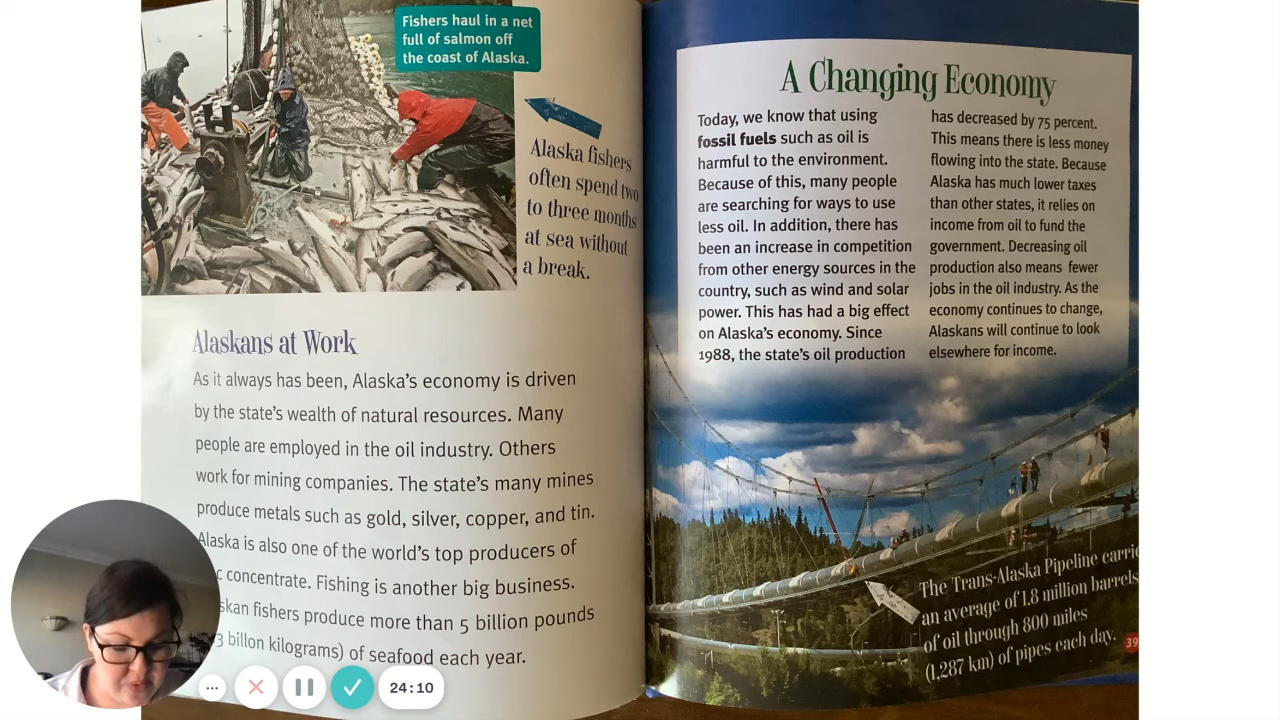 Fishers haul in a net
full of salmon off
the coast of Alaska.
Alaska fishers
often spend two
to three months
at sea without
a break.
Alaskans at Work
As it always has been, Alaska's economy is driven
by the state's wealth of natural resources. Many
people are employed in the oil industry. Others
work for mining companies. The state's many mines
produce metals such as gold, silver, copper, and tin.
Alaska is also one of the world's top producers of
c concentrate. Fishing is another big business.
skan fishers produce more than 5 billion pounds
3 billon kilograms) of seafood each year.
A Changing Economy
Today, we know that using
fossil fuels such as oil is
harmful to the environment.
Because of this, many people
are searching for ways to use
less oil. In addition, there has
been an increase in competition
from other energy sources in the
country, such as wind and solar
power. This has had a big effect
on Alaska's economy. Since
1988, the state's oil production
has decreased by 75 percent.
This means there is less money
flowing into the state. Because
Alaska has much lower taxes
than other states, it relies on
income from oil to fund the
government. Decreasing oil
production also means fewer
jobs in the oil industry. As the
economy continues to change,
Alaskans will continue to look
elsewhere for income.
The Trans-Alaska Pipeline carrie
an average of 1.8 million barrels
of oil through 800 miles
(1,287 km) of pipes each day.
39
24:10